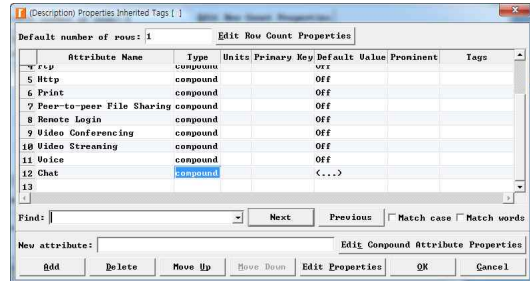 (Description) Properties Inherited Tags [ ]
Default number of rows: 1 Edit Row Count Properties
Attribute Name Type Units Primary Key Default Value Prominent Tags
4 Ftp compound Off
5 Http compound Off
6 Print compound Off
7 Peer-to-peer File Sharing compound Off
8 Remote Login compound Off
9 Video Conferencing compound Off
10 Video Streaming compound Off
11 Voice compound Off
12 Chat compound (...)
13
Find: Next Previous Match case Match words
New attribute: Edit Compound Attribute Properties
Add Delete Move Up Move Down Edit Properties OK Cancel